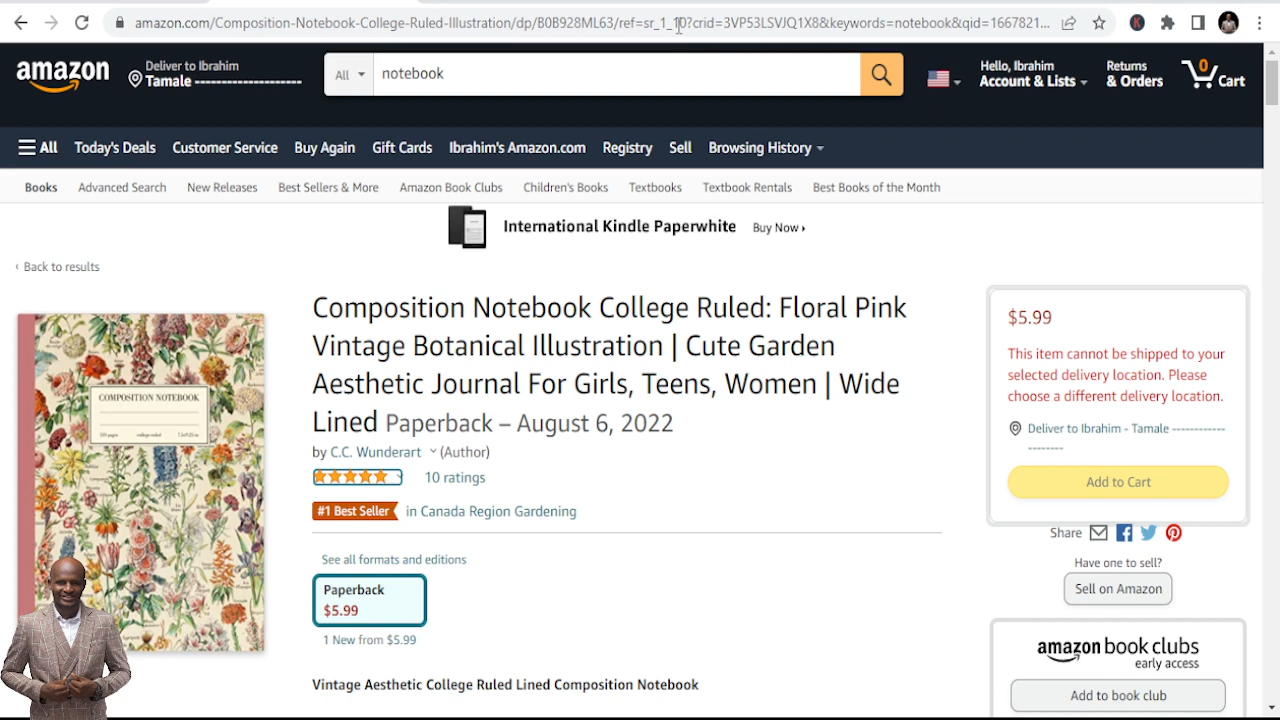 amazon.com/Composition-Notebook-College-Ruled-Illustration/dp/B0B928ML63/ref=sr_1_10?crid=3VP53LSVJQ1X8&keywords=notebook&qid=1667821...
K
amazon
Deliver to Ibrahim
Tamale --------------------
All
notebook
Hello, Ibrahim
Account & Lists
Returns
& Orders
0
Cart
All Today's Deals Customer Service Buy Again Gift Cards Ibrahim's Amazon.com Registry Sell Browsing History
Books Advanced Search New Releases Best Sellers & More Amazon Book Clubs Children's Books Textbooks Textbook Rentals Best Books of the Month
International Kindle Paperwhite Buy Now ›
‹ Back to results
COMPOSITION NOTEBOOK
college ruled
Composition Notebook College Ruled: Floral Pink
Vintage Botanical Illustration | Cute Garden
Aesthetic Journal For Girls, Teens, Women | Wide
Lined Paperback – August 6, 2022
by C.C. Wunderart (Author)
10 ratings
#1 Best Seller in Canada Region Gardening
See all formats and editions
Paperback
$5.99
1 New from $5.99
Vintage Aesthetic College Ruled Lined Composition Notebook
$5.99
This item cannot be shipped to your
selected delivery location. Please
choose a different delivery location.
Deliver to Ibrahim - Tamale ------------
--------
Add to Cart
Share
Have one to sell?
Sell on Amazon
amazon book clubs
early access
Add to book club